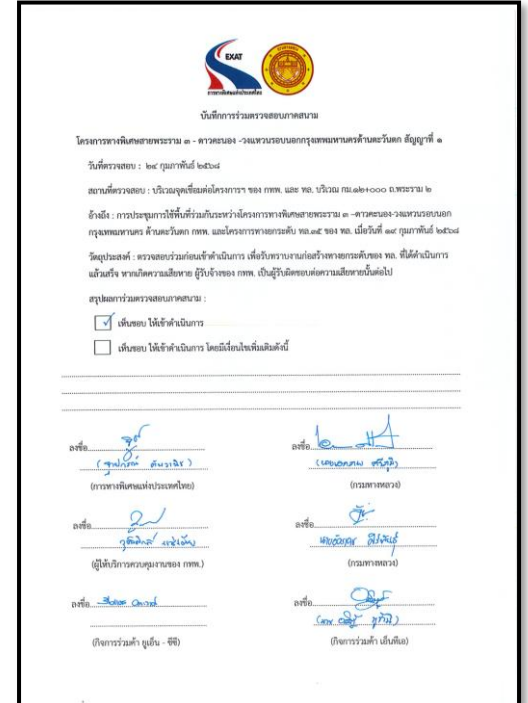 EXAT
การทางพิเศษแห่งประเทศไทย
บันทึกการร่วมตรวจสอบภาคสนาม
โครงการทางพิเศษสายพระราม ๓ - ดาวคะนอง -วงแหวนรอบนอกกรุงเทพมหานครด้านตะวันตก สัญญาที่ ๑
วันที่ตรวจสอบ : ๒๔ กุมภาพันธ์ ๒๕๖๘
สถานที่ตรวจสอบ : บริเวณจุดเชื่อมต่อโครงการฯ ของ กทพ. และ ทล. บริเวณ กม.๑๒+๐๐๐ ถ.พระราม ๒
อ้างถึง : การประชุมการใช้พื้นที่ร่วมกันระหว่างโครงการทางพิเศษสายพระราม ๓ –ดาวคะนอง-วงแหวนรอบนอก
กรุงเทพมหานคร ด้านตะวันตก กทพ. และโครงการทางยกระดับ ทล.๓๕ ของ ทล. เมื่อวันที่ ๑๙ กุมภาพันธ์ ๒๕๖๘
วัตถุประสงค์ : ตรวจสอบร่วมก่อนเข้าดำเนินการ เพื่อรับทราบงานก่อสร้างทางยกระดับของ ทล. ที่ได้ดำเนินการ
แล้วเสร็จ หากเกิดความเสียหาย ผู้รับจ้างของ กทพ. เป็นผู้รับผิดชอบต่อความเสียหายนั้นต่อไป
สรุปผลการร่วมตรวจสอบภาคสนาม :
เห็นชอบ ให้เข้าดำเนินการ
เห็นชอบ ให้เข้าดำเนินการ โดยมีเงื่อนไขเพิ่มเติมดังนี้
ลงชื่อ
ลงชื่อ
(การทางพิเศษแห่งประเทศไทย)
(กรมทางหลวง)
ลงชื่อ
ลงชื่อ
(ผู้ให้บริการควบคุมงานของ กทพ.)
(กรมทางหลวง)
ลงชื่อ
ลงชื่อ
(กิจการร่วมค้า ยูเอ็น - ซีซี)
(กิจการร่วมค้า เอ็นทีเอ)